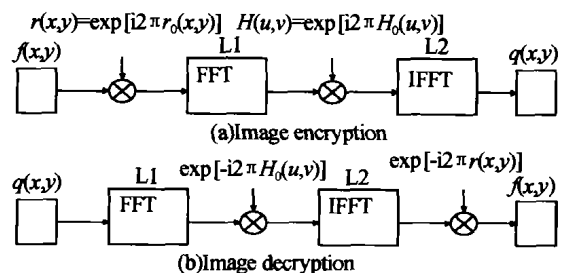 r(x,y)=exp[i2πr₀(x,y)] H(u,v)=exp[i2πH₀(u,v)]
f(x,y) L1 L2 q(x,y)
FFT IFFT
(a)Image encryption
q(x,y) L1 exp[-i2πH₀(u,v)] L2 exp[-i2πr(x,y)] f(x,y)
FFT IFFT
(b)Image decryption